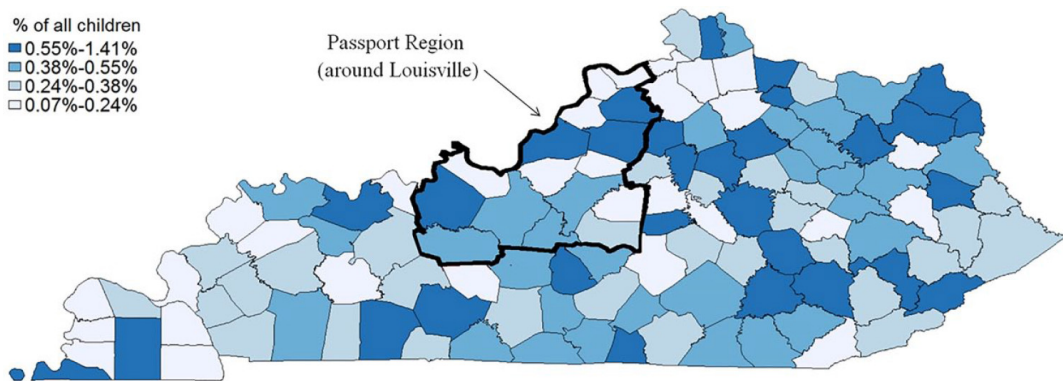 % of all children
0.55%-1.41%
0.38%-0.55%
0.24%-0.38%
0.07%-0.24%
Passport Region
(around Louisville)